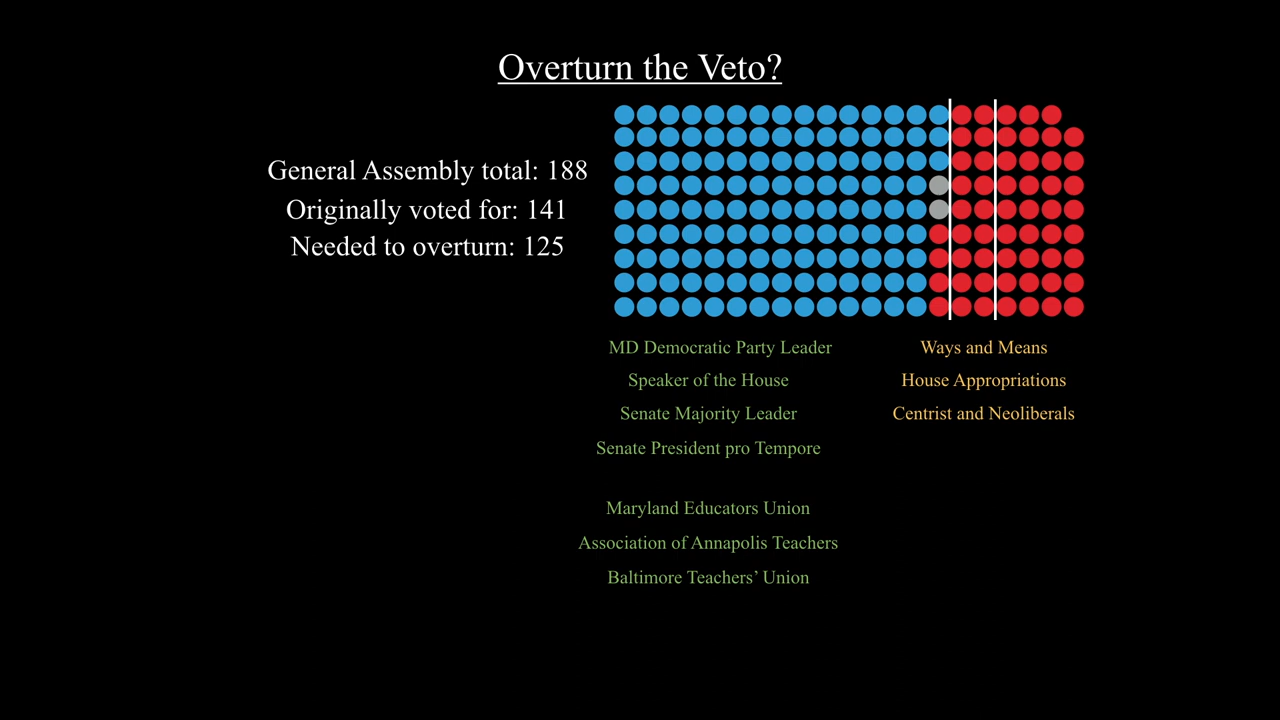 Overturn the Veto?
General Assembly total: 188
Originally voted for: 141
Needed to overturn: 125
MD Democratic Party Leader
Speaker of the House
Senate Majority Leader
Senate President pro Tempore
Maryland Educators Union
Association of Annapolis Teachers
Baltimore Teachers’ Union
Ways and Means
House Appropriations
Centrist and Neoliberals